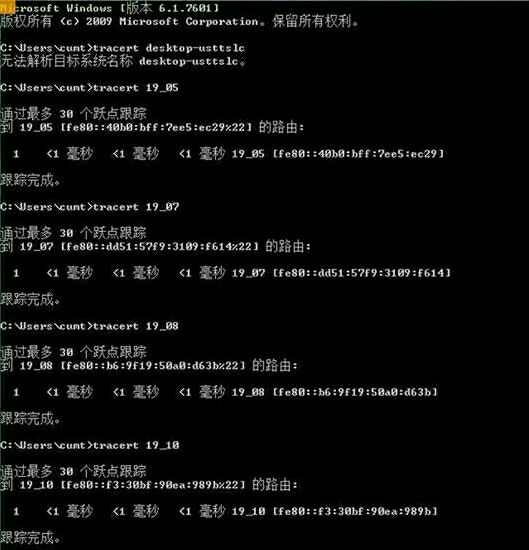 Microsoft Windows [版本 6.1.7601]
版权所有 (c) 2009 Microsoft Corporation。保留所有权利。
C:\Users\cumt>tracert desktop-usttslc
无法解析目标系统名称 desktop-usttslc。
C:\Users\cumt>tracert 19_05
通过最多 30 个跃点跟踪
到 19_05 [fe80::40b0:bff:7ee5:ec29%22] 的路由:
1 <1 毫秒 <1 毫秒 <1 毫秒 19_05 [fe80::40b0:bff:7ee5:ec29]
跟踪完成。
C:\Users\cumt>tracert 19_07
通过最多 30 个跃点跟踪
到 19_07 [fe80::dd51:57f9:3109:f614%22] 的路由:
1 <1 毫秒 <1 毫秒 <1 毫秒 19_07 [fe80::dd51:57f9:3109:f614]
跟踪完成。
C:\Users\cumt>tracert 19_08
通过最多 30 个跃点跟踪
到 19_08 [fe80::b6:9f19:50a0:d63b%22] 的路由:
1 <1 毫秒 <1 毫秒 <1 毫秒 19_08 [fe80::b6:9f19:50a0:d63b]
跟踪完成。
C:\Users\cumt>tracert 19_10
通过最多 30 个跃点跟踪
到 19_10 [fe80::f3:30bf:90ea:989b%22] 的路由:
1 <1 毫秒 <1 毫秒 <1 毫秒 19_10 [fe80::f3:30bf:90ea:989b]
跟踪完成。